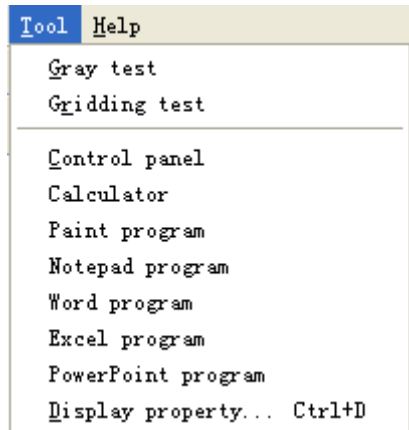 Tool Help
Gray test
Gridding test
Control panel
Calculator
Paint program
Notepad program
Word program
Excel program
PowerPoint program
Display property... Ctrl+D